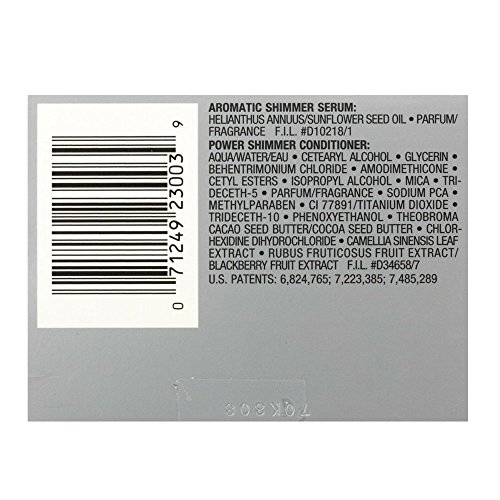 AROMATIC SHIMMER SERUM:
HELIANTHUS ANNUUS/SUNFLOWER SEED OIL • PARFUM/
FRAGRANCE F.I.L. #D10218/1
POWER SHIMMER CONDITIONER:
AQUA/WATER/EAU • CETEARYL ALCOHOL • GLYCERIN •
BEHENTRIMONIUM CHLORIDE • AMODIMETHICONE •
CETYL ESTERS • ISOPROPYL ALCOHOL • MICA • TRI-
DECETH-5 • PARFUM/FRAGRANCE • SODIUM PCA •
METHYLPARABEN • CI 77891/TITANIUM DIOXIDE •
TRIDECETH-10 • PHENOXYETHANOL • THEOBROMA
CACAO SEED BUTTER/COCOA SEED BUTTER • CHLOR-
HEXIDINE DIHYDROCHLORIDE • CAMELLIA SINENSIS LEAF
EXTRACT • RUBUS FRUTICOSUS FRUIT EXTRACT/
BLACKBERRY FRUIT EXTRACT F.I.L. #D34658/7
U.S. PATENTS: 6,824,765; 7,223,385; 7,485,289
0 71249 23003 9